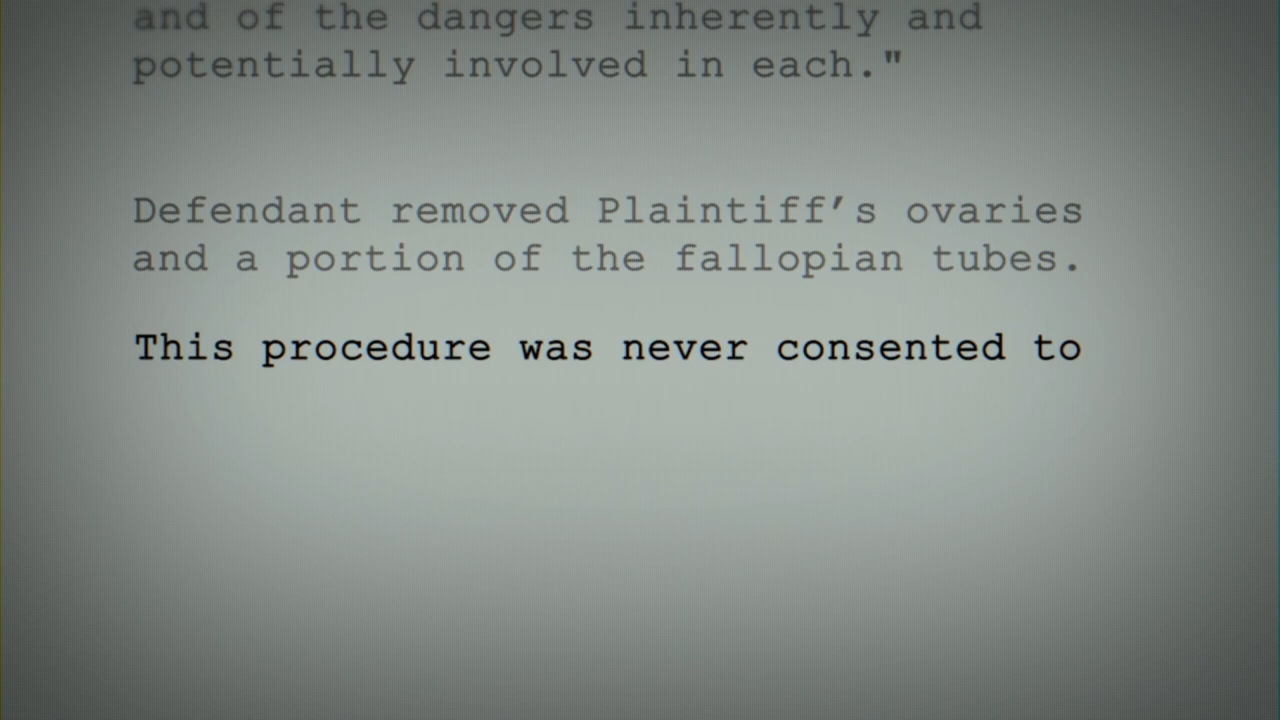 and of the dangers inherently and
potentially involved in each."
Defendant removed Plaintiff’s ovaries
and a portion of the fallopian tubes.
This procedure was never consented to